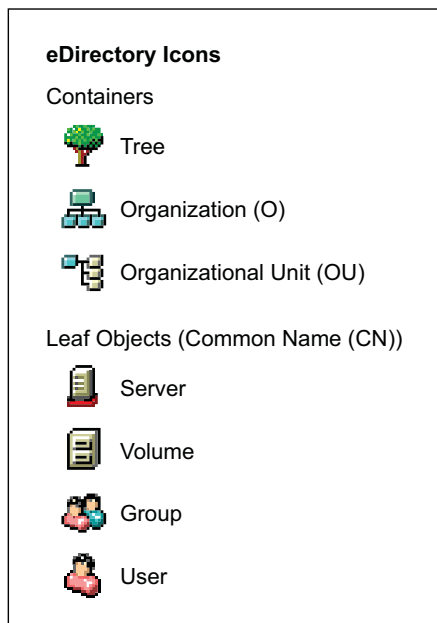 eDirectory Icons
Containers
Tree
Organization (O)
Organizational Unit (OU)
Leaf Objects (Common Name (CN))
Server
Volume
Group
User